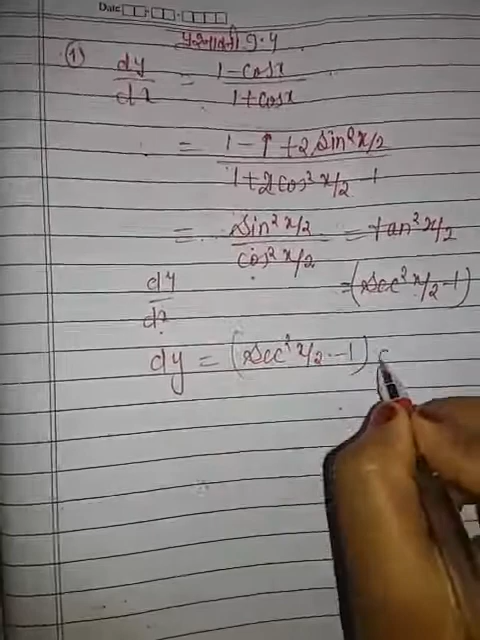 Date
प्रश्नावली 9.4
① dy/dx = 1-cosx/1+cosx
= 1-1+2sin²x/2 / 1+2cos²x/2-1
= sin²x/2 / cos²x/2 = tan²x/2
dy/dx = (sec²x/2-1)
dy = (sec²x/2-1)